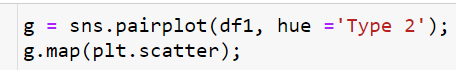 g = sns.pairplot(df1, hue ='Type 2');
g.map(plt.scatter);